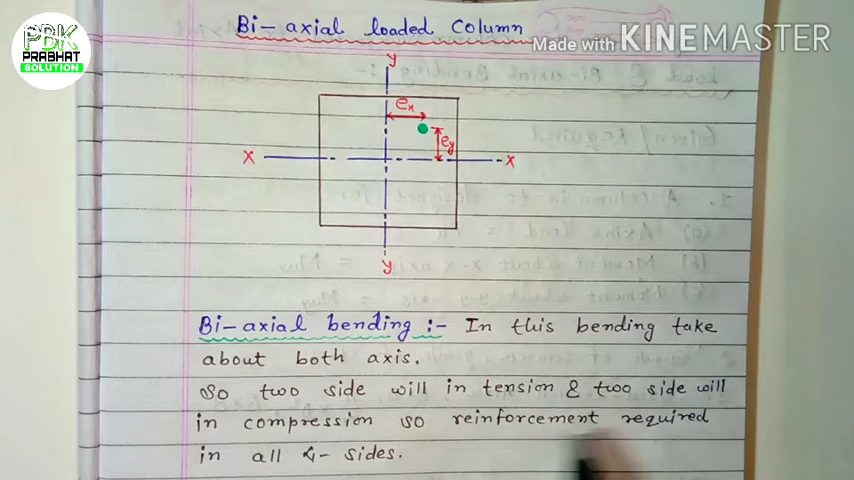 Bi-axial loaded Column
Made with KINEMASTER
PBK
PRABHAT
SOLUTION
y
ex
ey
x
x
y
Bi-axial bending :- In this bending take
about both axis.
So two side will in tension & two side will
in compression so reinforcement required
in all 4- sides.